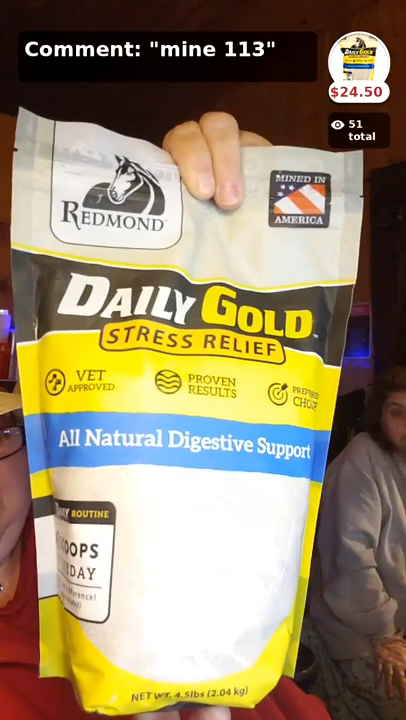 Comment: "mine 113"
DAILY GOLD
$24.50
51
total
REDMOND
MINED IN
AMERICA
DAILY GOLD
STRESS RELIEF
VET
APPROVED
PROVEN
RESULTS
All Natural Digestive Support
ROUTINE
DAY
NET WT. 4.5lbs (2.04 kg)